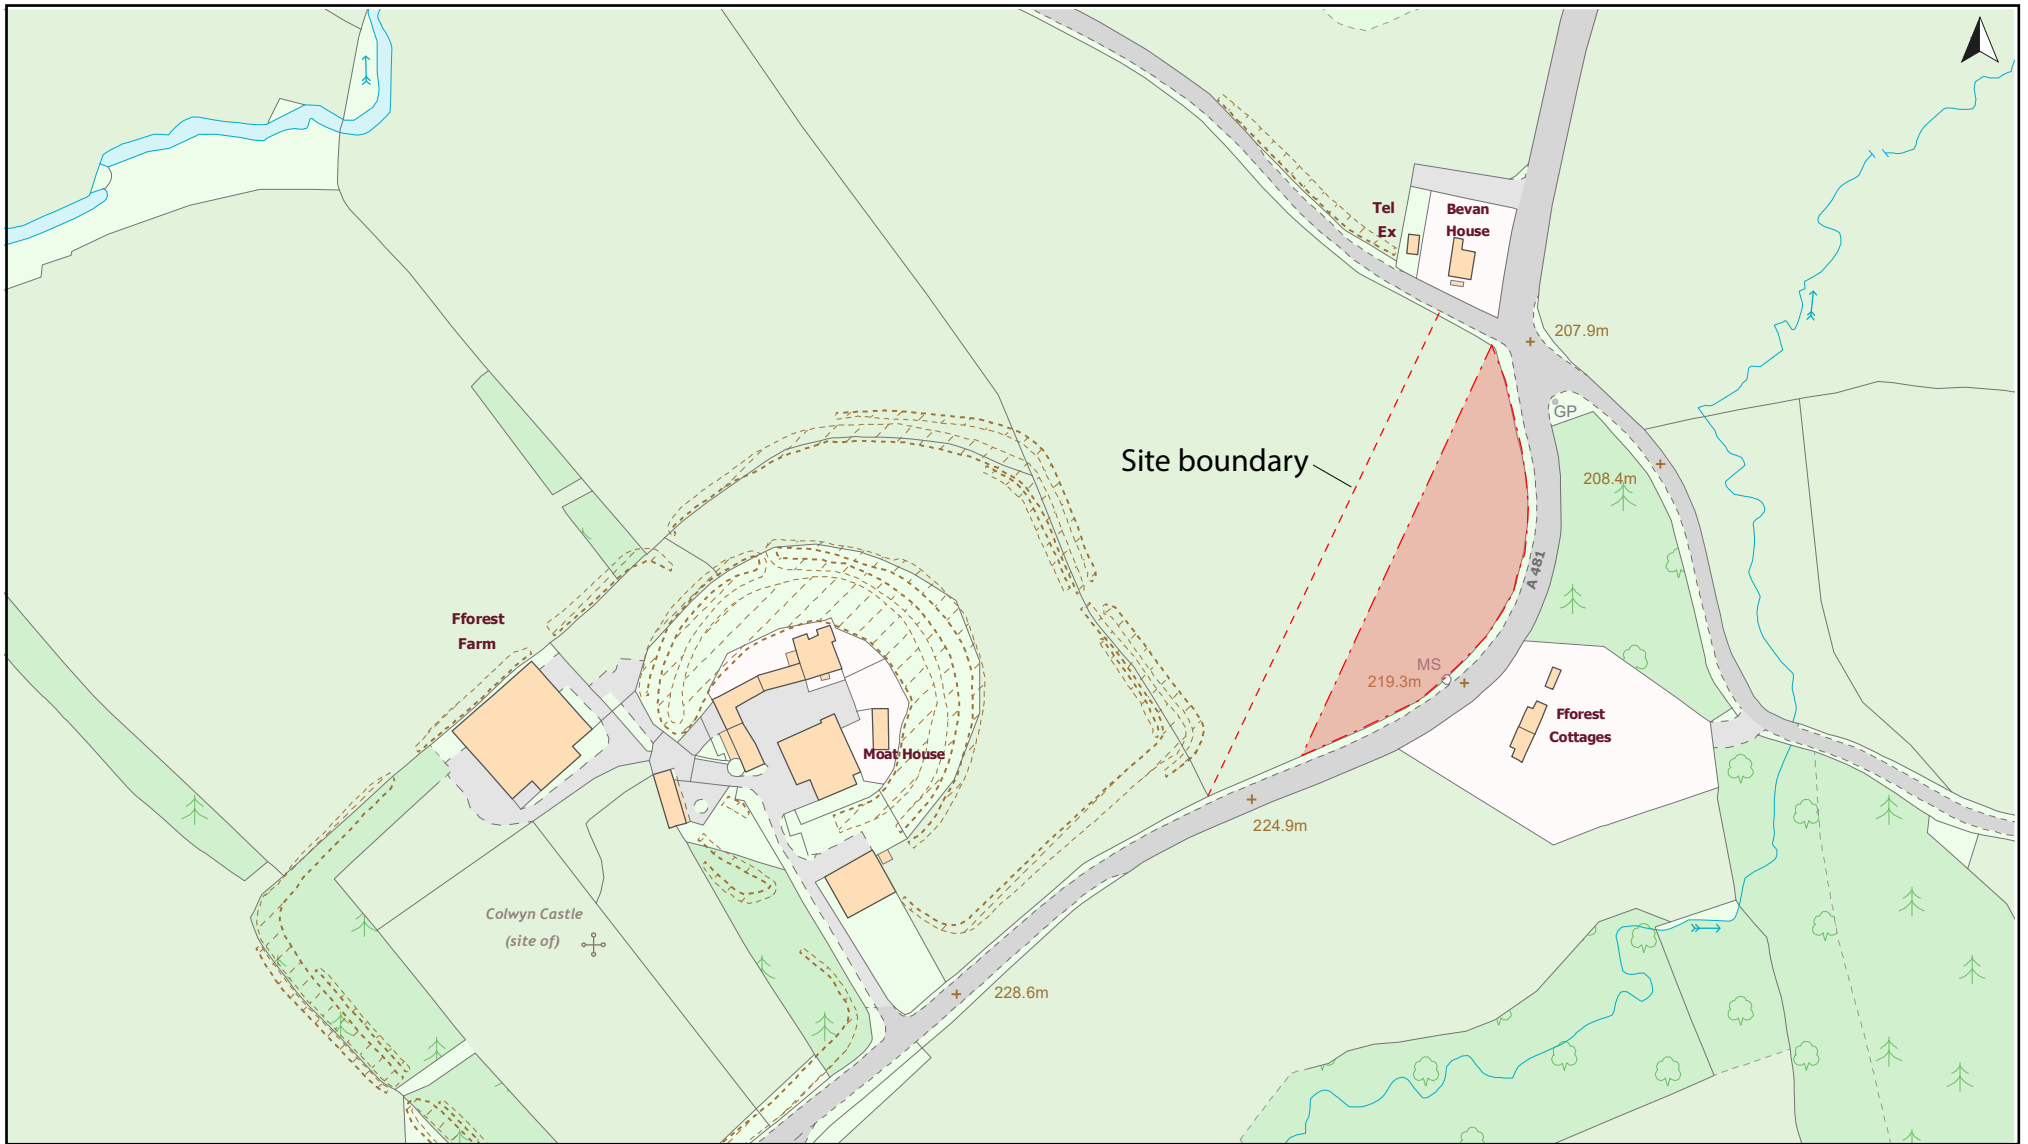 Tel
Ex
Bevan
House
207.9m
GP
Site boundary
208.4m
A 481
Fforest
Farm
MS
219.3m
Fforest
Cottages
Moat House
224.9m
Colwyn Castle
(site of)
228.6m